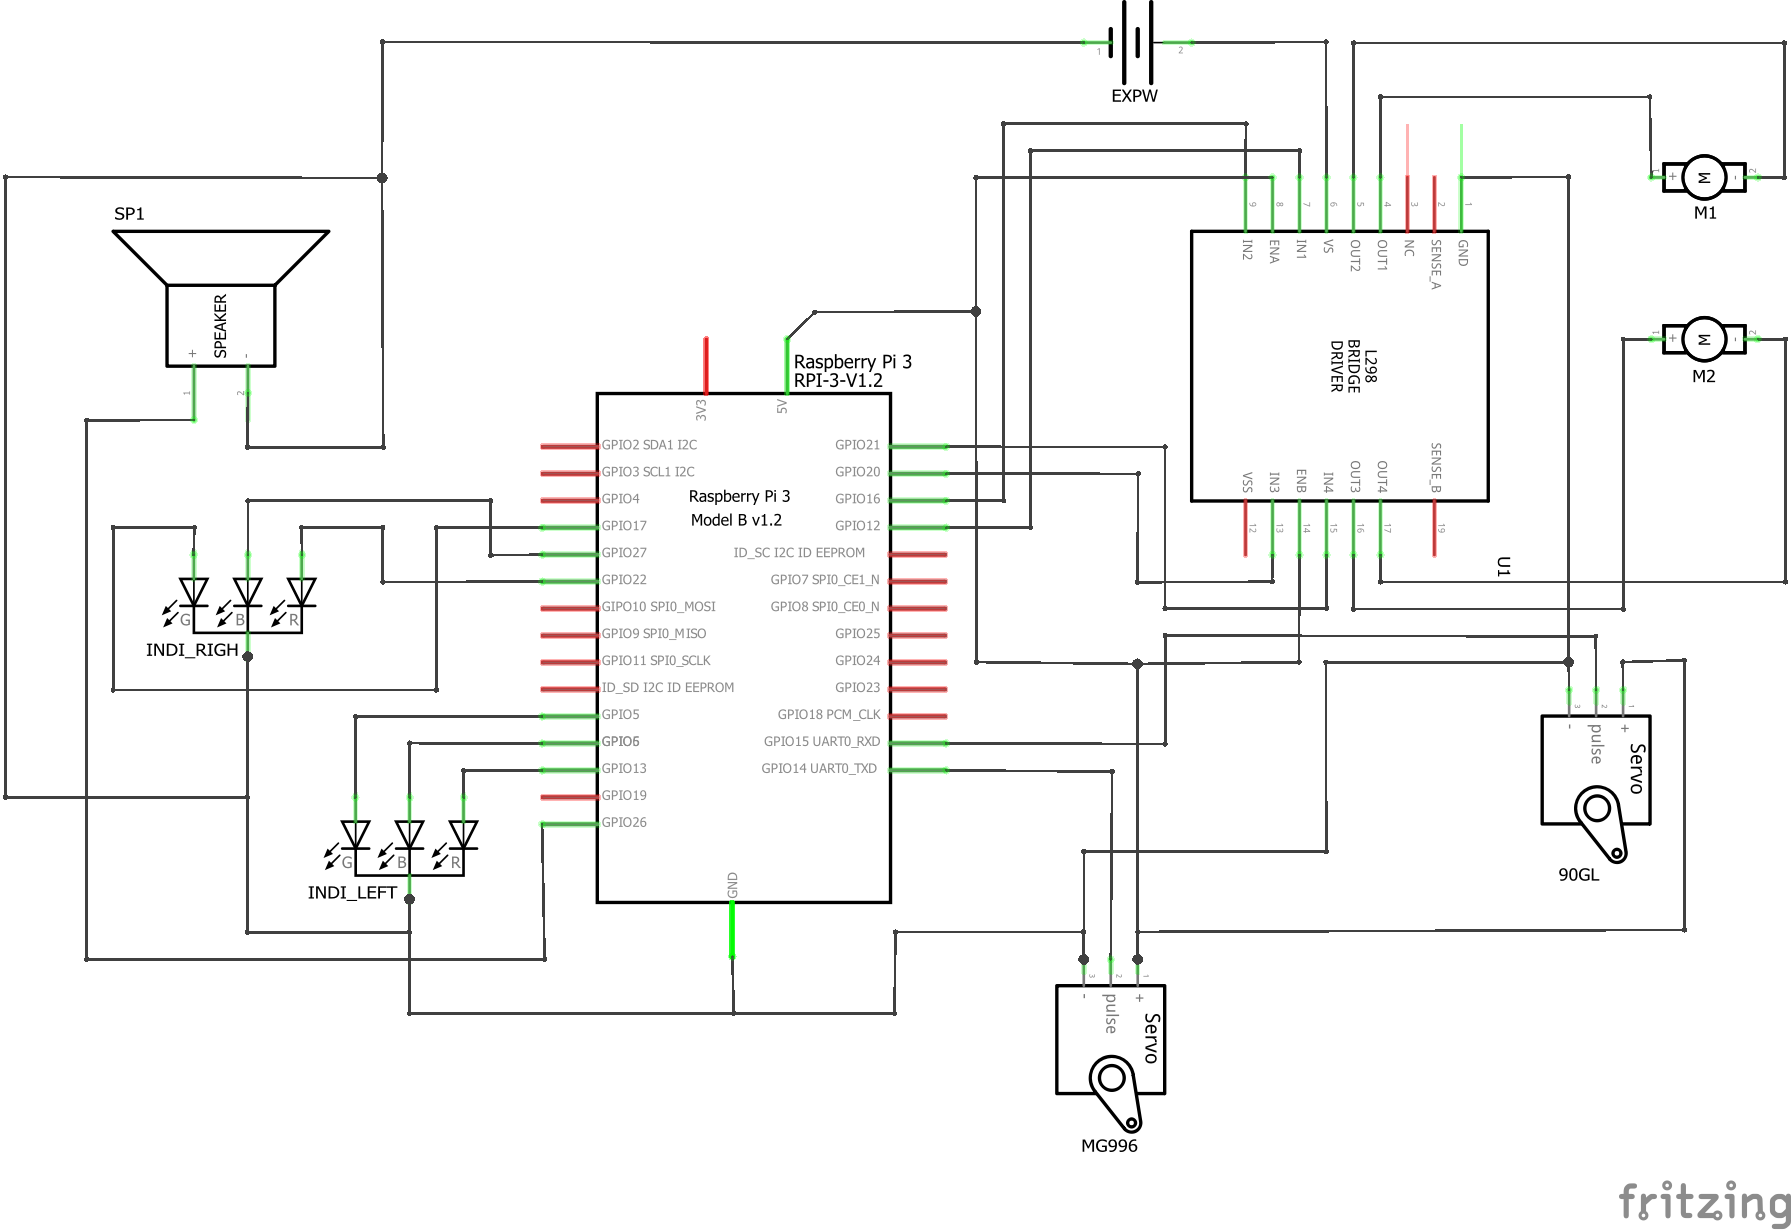 1
2
EXPW
SP1
SPEAKER
+
-
1
2
9
8
7
6
5
4
3
2
1
IN2
ENA
IN1
VS
OUT2
OUT1
NC
SENSE_A
GND
L298
BRIDGE
DRIVER
VSS
IN3
ENB
IN4
OUT3
OUT4
SENSE_B
12
13
14
15
16
17
19
U1
1
+
M
-
2
M1
1
+
M
-
2
M2
Raspberry Pi 3
RPI-3-V1.2
3V3
5V
GPIO2 SDA1 I2C
GPIO3 SCL1 I2C
GPIO4
GPIO17
GPIO27
GPIO22
GIPO10 SPI0_MOSI
GPIO9 SPI0_MISO
GPIO11 SPI0_SCLK
ID_SD I2C ID EEPROM
GPIO5
GPIO6
GPIO13
GPIO19
GPIO26
Raspberry Pi 3
Model B v1.2
GPIO21
GPIO20
GPIO16
GPIO12
ID_SC I2C ID EEPROM
GPIO7 SPI0_CE1_N
GPIO8 SPI0_CE0_N
GPIO25
GPIO24
GPIO23
GPIO18 PCM_CLK
GPIO15 UART0_RXD
GPIO14 UART0_TXD
GND
G
B
R
INDI_RIGH
G
B
R
INDI_LEFT
3
2
1
-
pulse
+
Servo
90GL
3
2
1
-
pulse
+
Servo
MG996
fritzing